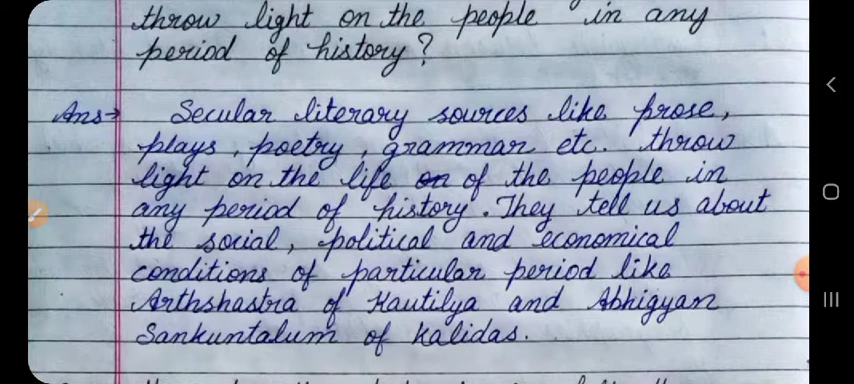 throw light on the people in any
period of history?
Ans→ Secular literary sources like prose,
plays, poetry, grammar etc. throw
light on the life on of the people in
any period of history. They tell us about
the social, political and economical
conditions of particular period like
Arthshastra of Kautilya and Abhigyan
Sankuntalum of Kalidas.